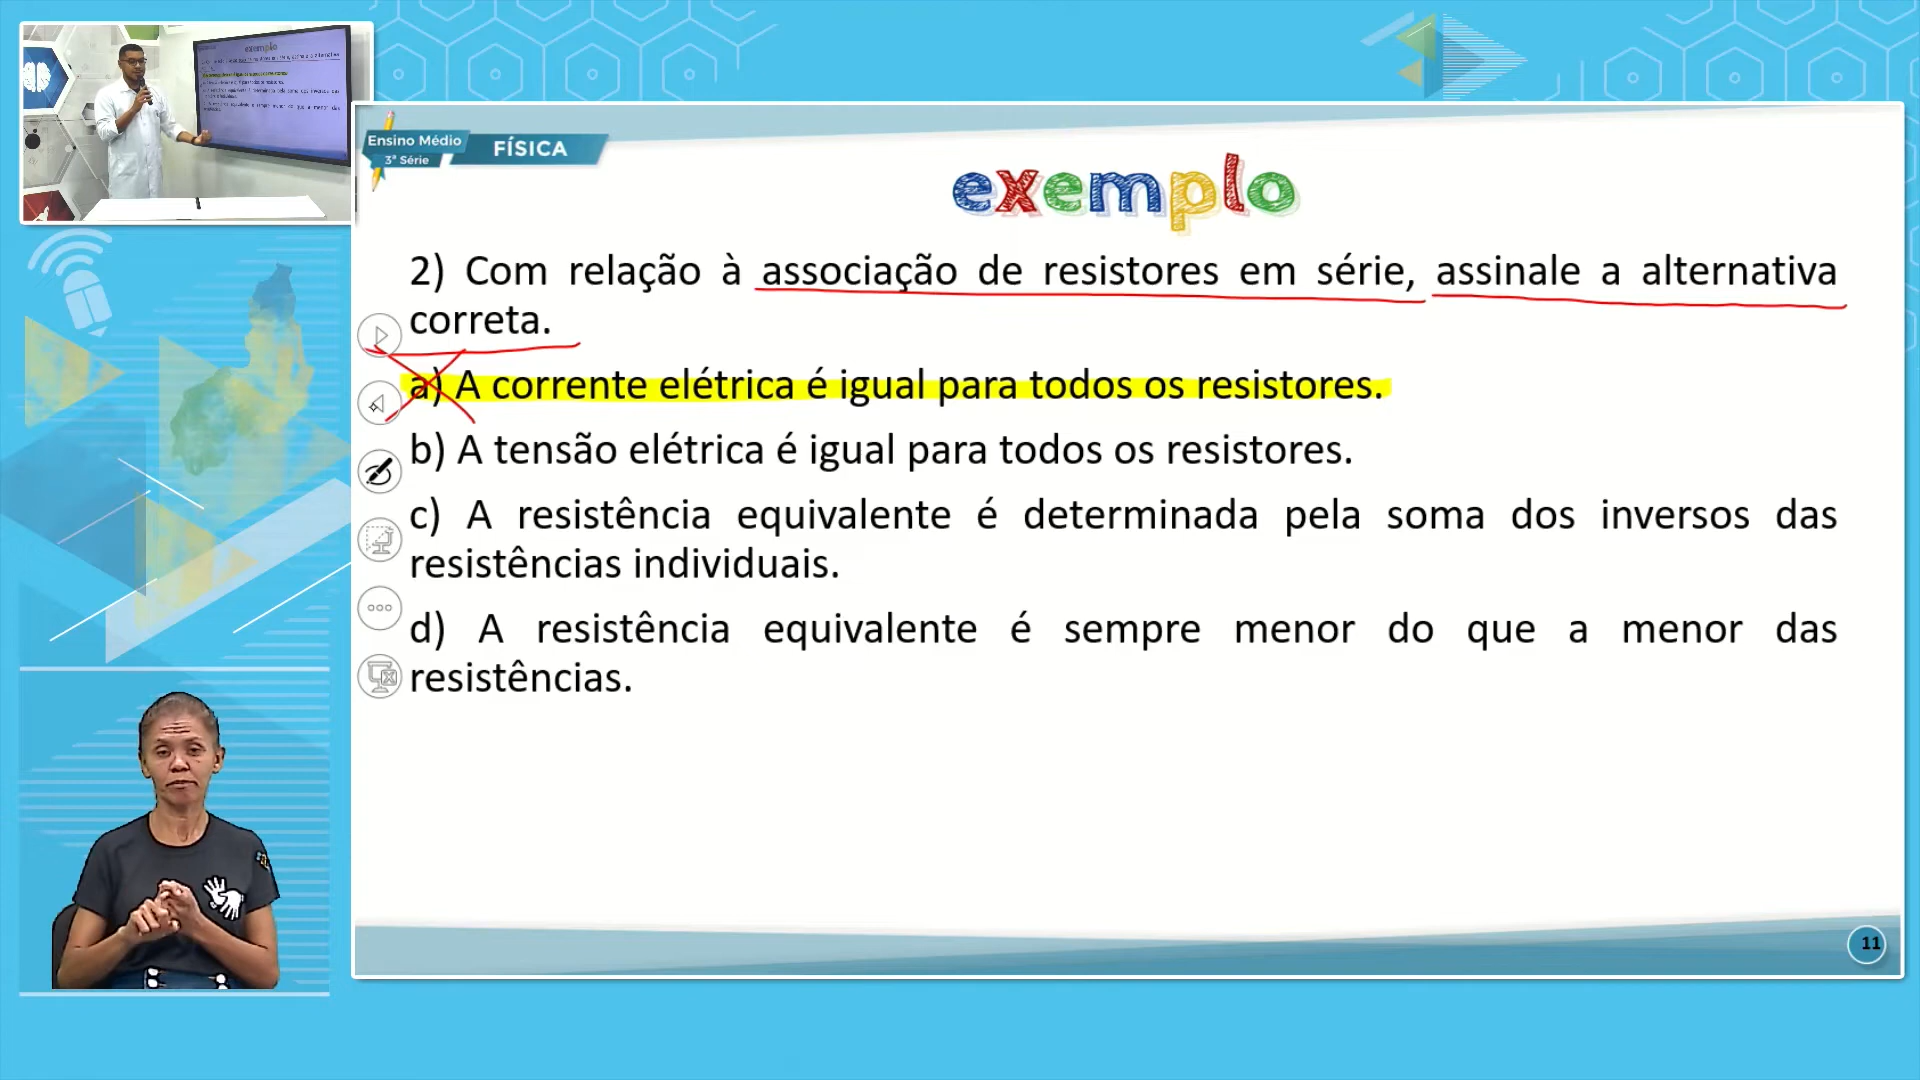 Ensino Médio
3ª Série
FÍSICA
exemplo
2) Com relação à associação de resistores em série, assinale a alternativa
correta.
a) A corrente elétrica é igual para todos os resistores.
b) A tensão elétrica é igual para todos os resistores.
c) A resistência equivalente é determinada pela soma dos inversos das
resistências individuais.
d) A resistência equivalente é sempre menor do que a menor das
resistências.
11